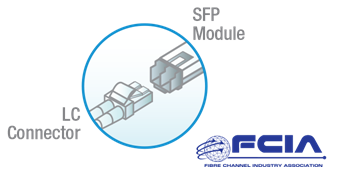 SFP
Module
LC
Connector
FCIA
FIBRE CHANNEL INDUSTRY ASSOCIATION